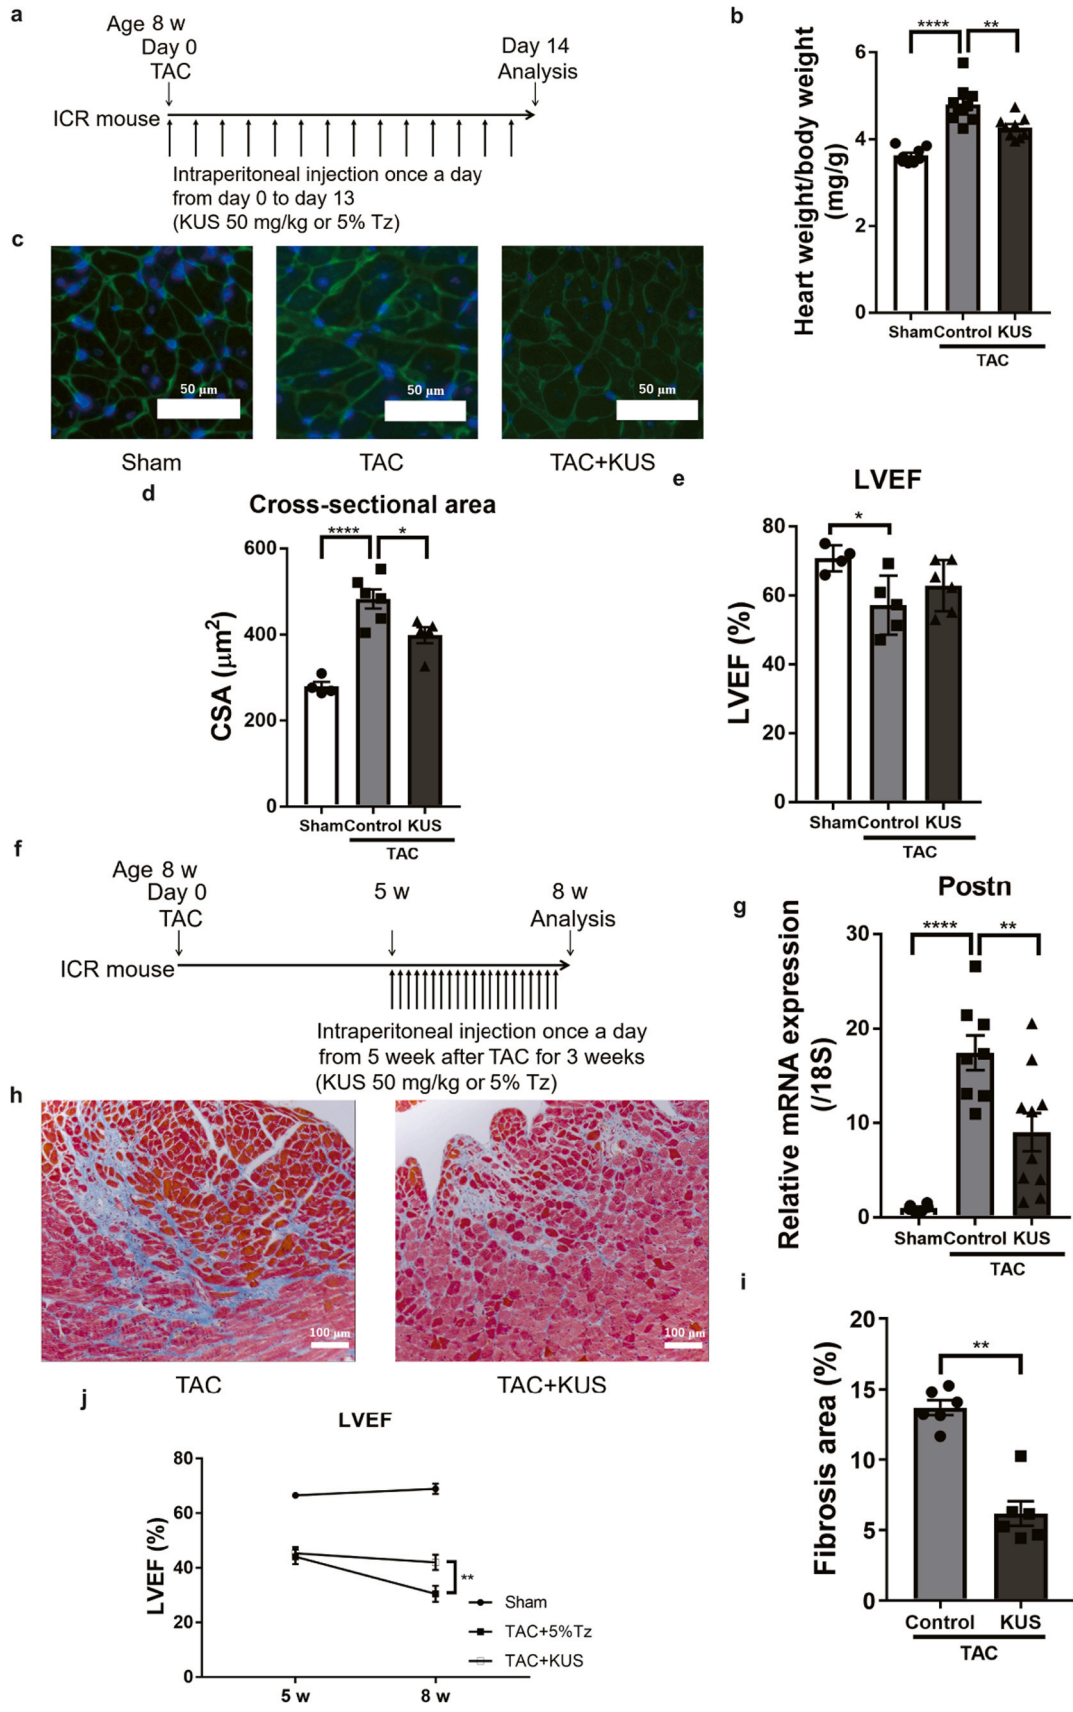 a
Age 8 w
Day 0
TAC
Day 14
Analysis
ICR mouse
Intraperitoneal injection once a day
from day 0 to day 13
(KUS 50 mg/kg or 5% Tz)
b
Heart weight/body weight
(mg/g)
6
4
2
0
****
**
Sham Control KUS
TAC
c
50 μm
50 μm
50 μm
Sham
TAC
TAC+KUS
d
Cross-sectional area
CSA (μm²)
600
400
200
0
****
*
Sham Control KUS
TAC
e
LVEF
LVEF (%)
80
60
40
20
0
*
Sham Control KUS
TAC
f
Age 8 w
Day 0
TAC
5 w
8 w
Analysis
ICR mouse
Intraperitoneal injection once a day
from 5 week after TAC for 3 weeks
(KUS 50 mg/kg or 5% Tz)
g
Postn
Relative mRNA expression
(/18S)
30
20
10
0
****
**
Sham Control KUS
TAC
h
100 μm
100 μm
TAC
TAC+KUS
i
Fibrosis area (%)
20
15
10
5
0
**
Control KUS
TAC
j
LVEF
LVEF (%)
80
60
40
20
0
**
5 w
8 w
Sham
TAC+5%Tz
TAC+KUS